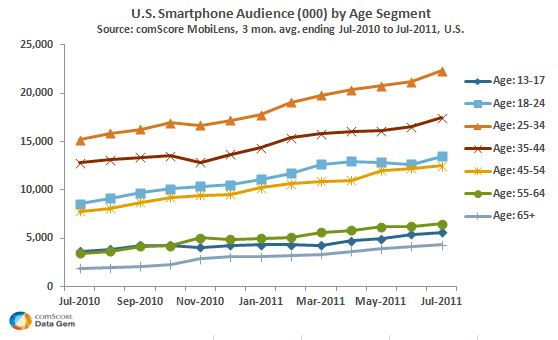 U.S. Smartphone Audience (000) by Age Segment
Source: comScore MobiLens, 3 mon. avg. ending Jul-2010 to Jul-2011, U.S.
25,000
20,000
15,000
10,000
5,000
0
Jul-2010 Sep-2010 Nov-2010 Jan-2011 Mar-2011 May-2011 Jul-2011
Age: 13-17
Age: 18-24
Age: 25-34
Age: 35-44
Age: 45-54
Age: 55-64
Age: 65+
comScore
Data Gem